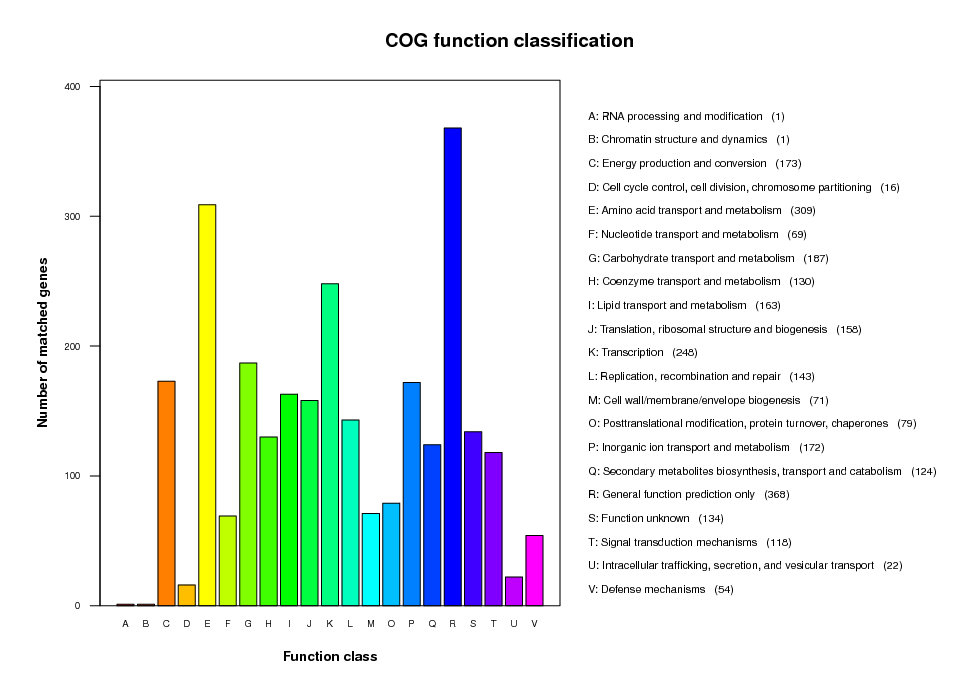 COG function classification
400
300
200
100
0
Number of matched genes
A B C D E F G H I J K L M O P Q R S T U V
Function class
A: RNA processing and modification (1)
B: Chromatin structure and dynamics (1)
C: Energy production and conversion (173)
D: Cell cycle control, cell division, chromosome partitioning (16)
E: Amino acid transport and metabolism (309)
F: Nucleotide transport and metabolism (69)
G: Carbohydrate transport and metabolism (187)
H: Coenzyme transport and metabolism (130)
I: Lipid transport and metabolism (163)
J: Translation, ribosomal structure and biogenesis (158)
K: Transcription (248)
L: Replication, recombination and repair (143)
M: Cell wall/membrane/envelope biogenesis (71)
O: Posttranslational modification, protein turnover, chaperones (79)
P: Inorganic ion transport and metabolism (172)
Q: Secondary metabolites biosynthesis, transport and catabolism (124)
R: General function prediction only (368)
S: Function unknown (134)
T: Signal transduction mechanisms (118)
U: Intracellular trafficking, secretion, and vesicular transport (22)
V: Defense mechanisms (54)